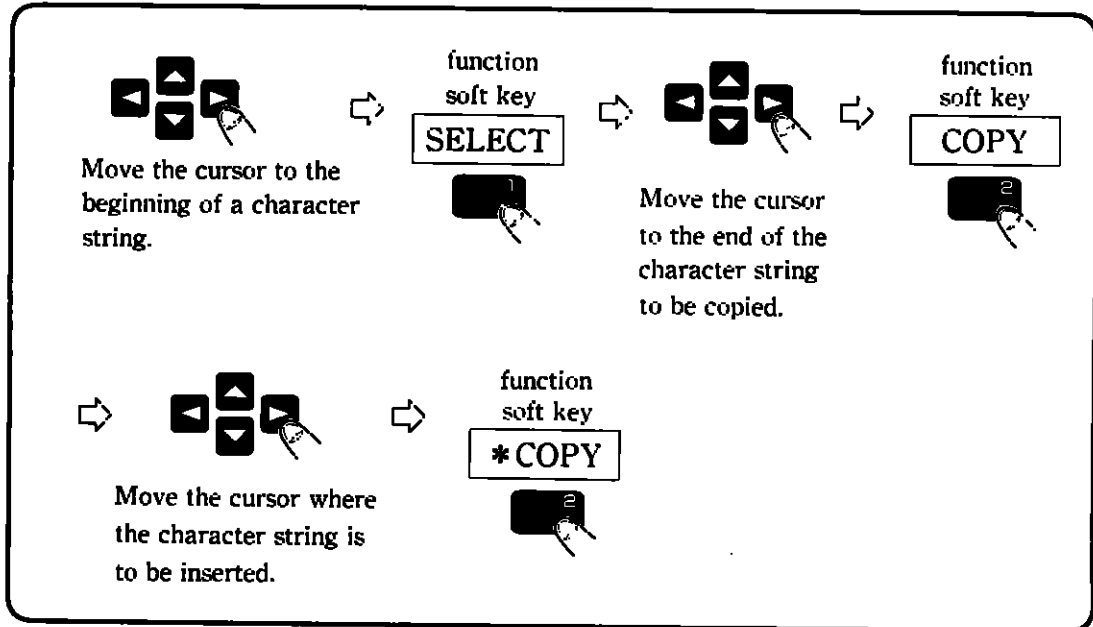 function
soft key
SELECT
1
Move the cursor to the
beginning of a character
string.
Move the cursor
to the end of the
character string
to be copied.
function
soft key
COPY
2
Move the cursor where
the character string is
to be inserted.
function
soft key
*COPY
2